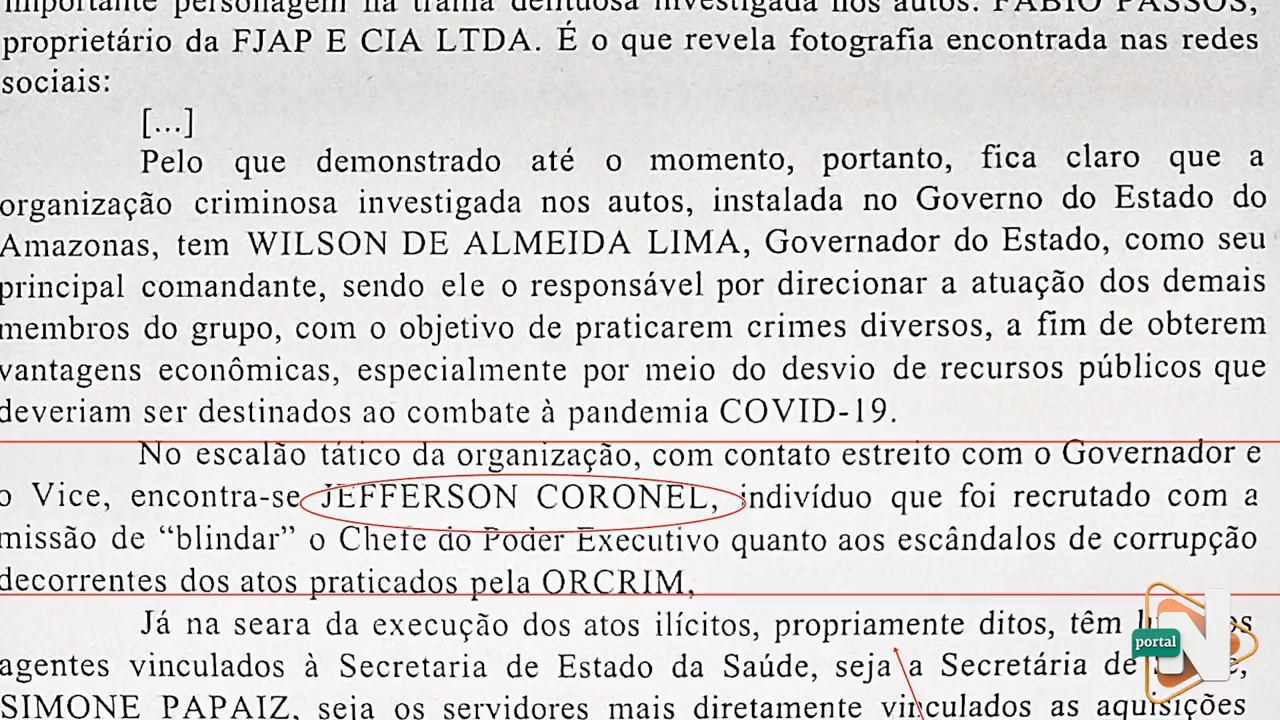 importante personagem na trama delituosa investigada nos autos: FÁBIO PASSOS,
proprietário da FJAP E CIA LTDA. É o que revela fotografia encontrada nas redes
sociais:
[...]
Pelo que demonstrado até o momento, portanto, fica claro que a
organização criminosa investigada nos autos, instalada no Governo do Estado do
Amazonas, tem WILSON DE ALMEIDA LIMA, Governador do Estado, como seu
principal comandante, sendo ele o responsável por direcionar a atuação dos demais
membros do grupo, com o objetivo de praticarem crimes diversos, a fim de obterem
vantagens econômicas, especialmente por meio do desvio de recursos públicos que
deveriam ser destinados ao combate à pandemia COVID-19.
No escalão tático da organização, com contato estreito com o Governador e
o Vice, encontra-se JEFFERSON CORONEL, indivíduo que foi recrutado com a
missão de “blindar” o Chefe do Poder Executivo quanto aos escândalos de corrupção
decorrentes dos atos praticados pela ORCRIM,
Já na seara da execução dos atos ilícitos, propriamente ditos, têm
agentes vinculados à Secretaria de Estado da Saúde, seja a Secretária de
SIMONE PAPAIZ, seja os servidores mais diretamente vinculados as aquisições
portal N